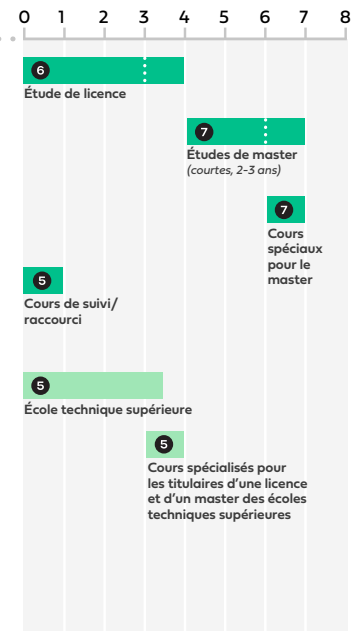 0 1 2 3 4 5 6 7 8
6
Étude de licence
7
Études de master
(courtes, 2-3 ans)
7
Cours
spéciaux
pour le
master
5
Cours de suivi/
raccourci
5
École technique supérieure
5
Cours spécialisés pour
les titulaires d’une licence
et d’un master des écoles
techniques supérieures